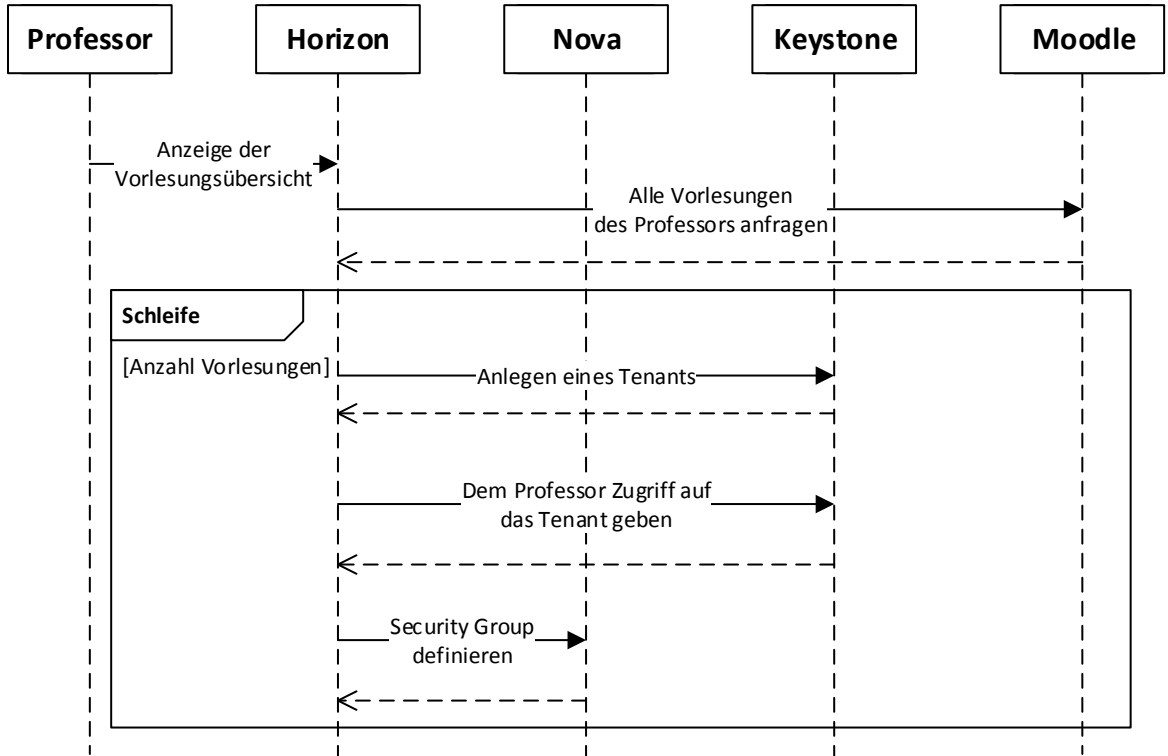 Professor
Horizon
Nova
Keystone
Moodle
Anzeige der
Vorlesungsübersicht
Alle Vorlesungen
des Professors anfragen
Schleife
[Anzahl Vorlesungen]
Anlegen eines Tenants
Dem Professor Zugriff auf
das Tenant geben
Security Group
definieren